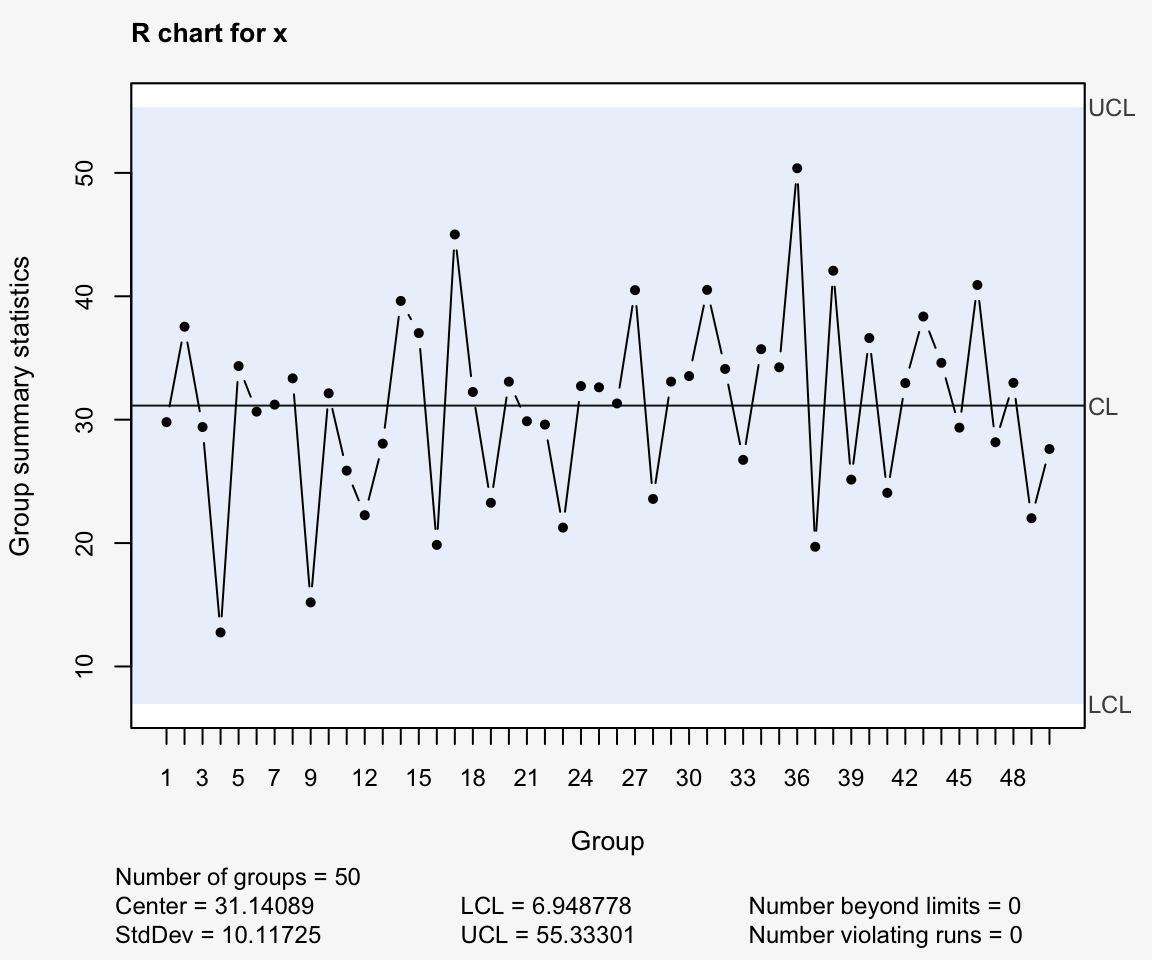 R chart for x
UCL
CL
LCL
Group summary statistics
50
40
30
20
10
1 3 5 7 9 12 15 18 21 24 27 30 33 36 39 42 45 48
Group
Number of groups = 50
Center = 31.14089 LCL = 6.948778 Number beyond limits = 0
StdDev = 10.11725 UCL = 55.33301 Number violating runs = 0